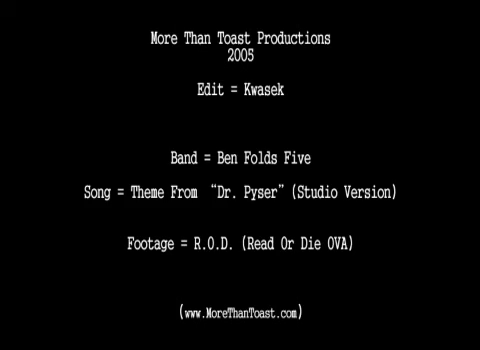 More Than Toast Productions
2005
Edit = Kwasek
Band = Ben Folds Five
Song = Theme From “Dr. Pyser” (Studio Version)
Footage = R.O.D. (Read Or Die OVA)
(www.MoreThanToast.com)